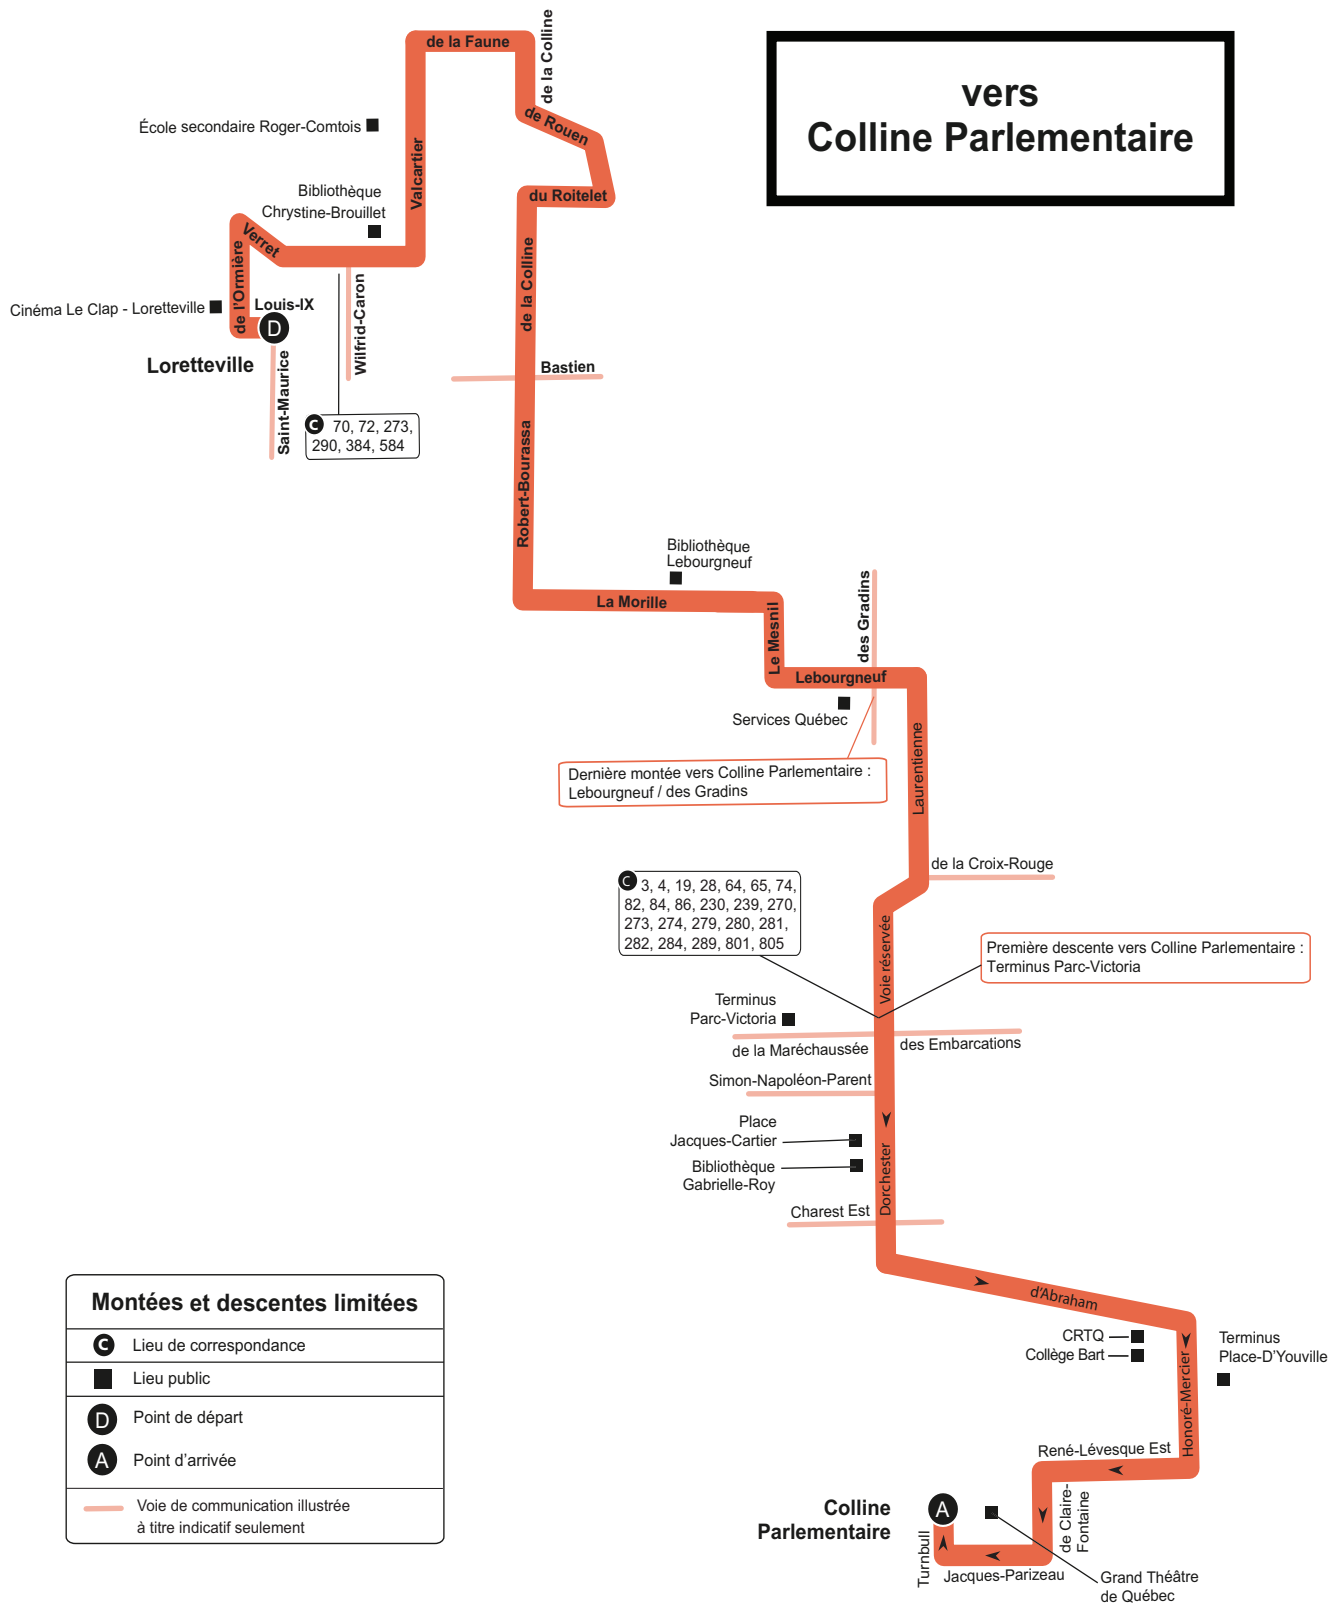 vers
Colline Parlementaire
de la Faune
de la Colline
de Rouen
École secondaire Roger-Comtois
Valcartier
Bibliothèque
Chrystine-Brouillet
du Roitelet
Verret
de l'Ormière
de la Colline
Cinéma Le Clap - Loretteville
Louis-IX
D
Wilfrid-Caron
Loretteville
Saint-Maurice
Bastien
C 70, 72, 273,
290, 384, 584
Robert-Bourassa
Bibliothèque
Lebourgneuf
La Morille
Le Mesnil
des Gradins
Lebourgneuf
Services Québec
Laurentienne
Dernière montée vers Colline Parlementaire :
Lebourgneuf / des Gradins
de la Croix-Rouge
C 3, 4, 19, 28, 64, 65, 74,
82, 84, 86, 230, 239, 270,
273, 274, 279, 280, 281,
282, 284, 289, 801, 805
Voie réservée
Première descente vers Colline Parlementaire :
Terminus Parc-Victoria
Terminus
Parc-Victoria
de la Maréchaussée
des Embarcations
Simon-Napoléon-Parent
Place
Jacques-Cartier
Bibliothèque
Gabrielle-Roy
Dorchester
Charest Est
d'Abraham
CRTQ
Collège Bart
Terminus
Place-D'Youville
Honoré-Mercier
René-Lévesque Est
de Claire-
Fontaine
Colline
Parlementaire
A
Turnbull
Jacques-Parizeau
Grand Théâtre
de Québec
Montées et descentes limitées
C Lieu de correspondance
Lieu public
D Point de départ
A Point d'arrivée
Voie de communication illustrée
à titre indicatif seulement